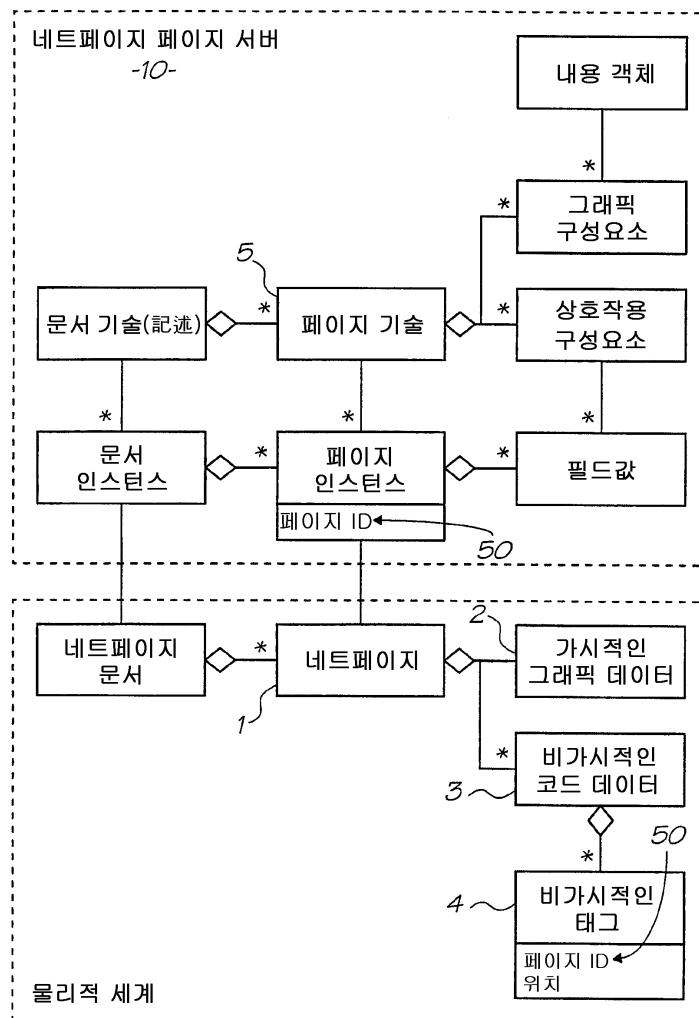 네트페이지 페이지 서버
-10-
내용 객체
*
*
그래픽
구성요소
5
문서 기술(記述)
*
페이지 기술
*
상호작용
구성요소
*
*
*
문서
인스턴스
*
페이지
인스턴스
*
필드값
페이지 ID
50
네트페이지
문서
*
네트페이지
1
2
가시적인
그래픽 데이터
*
비가시적인
코드 데이터
3
*
50
4
비가시적인
태그
페이지 ID
위치
물리적 세계